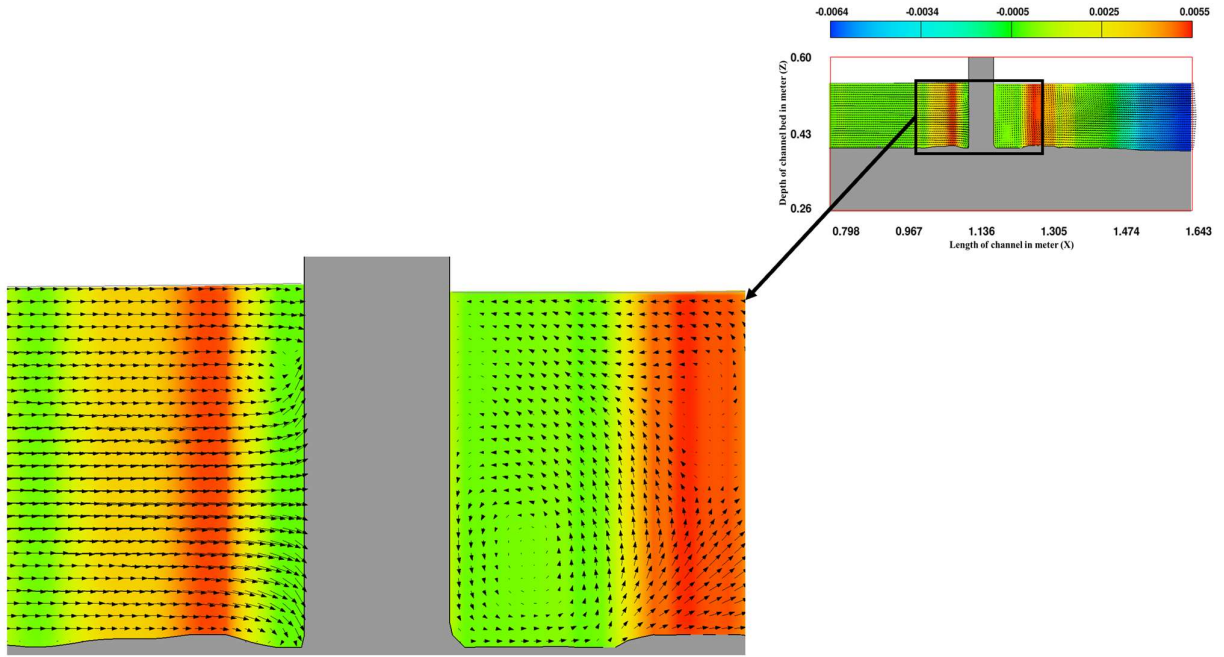 -0.0064 -0.0034 -0.0005 0.0025 0.0055
0.60
0.43
0.26
Depth of channel bed in meter (Z)
0.798 0.967 1.136 1.305 1.474 1.643
Length of channel in meter (X)